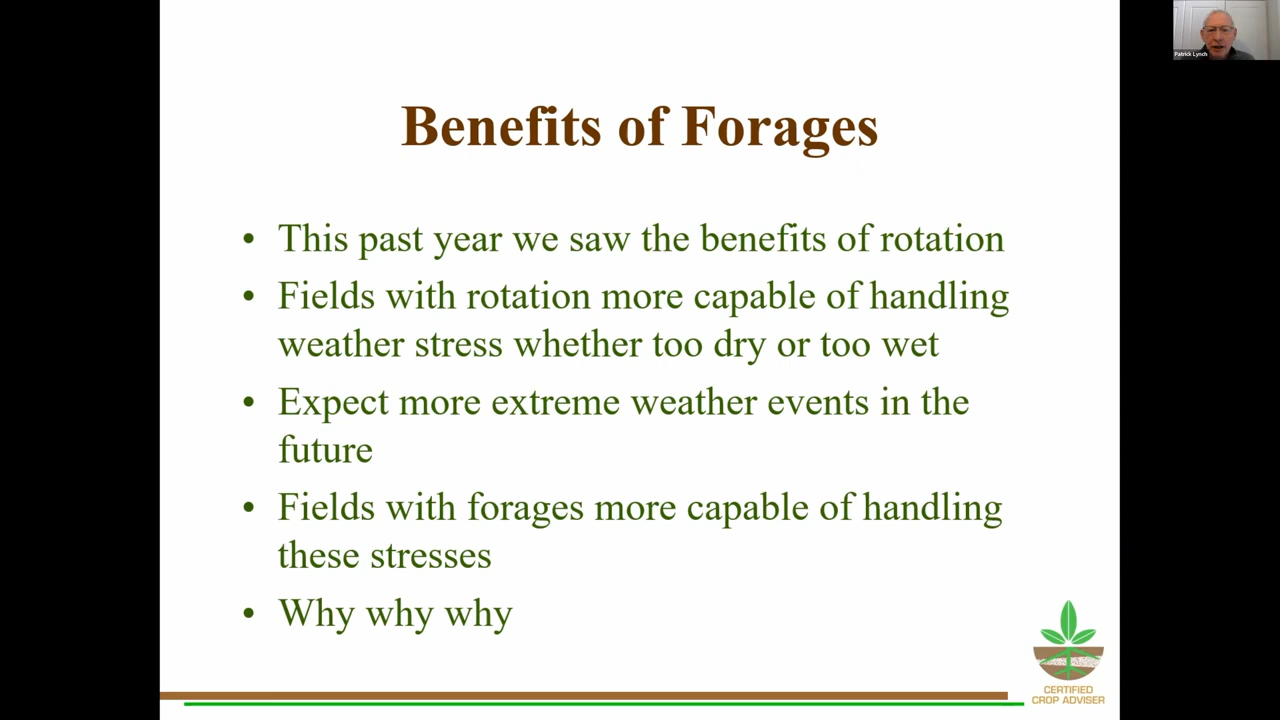 Patrick Lynch
Benefits of Forages
• This past year we saw the benefits of rotation
• Fields with rotation more capable of handling
weather stress whether too dry or too wet
• Expect more extreme weather events in the
future
• Fields with forages more capable of handling
these stresses
• Why why why
CERTIFIED
CROP ADVISER